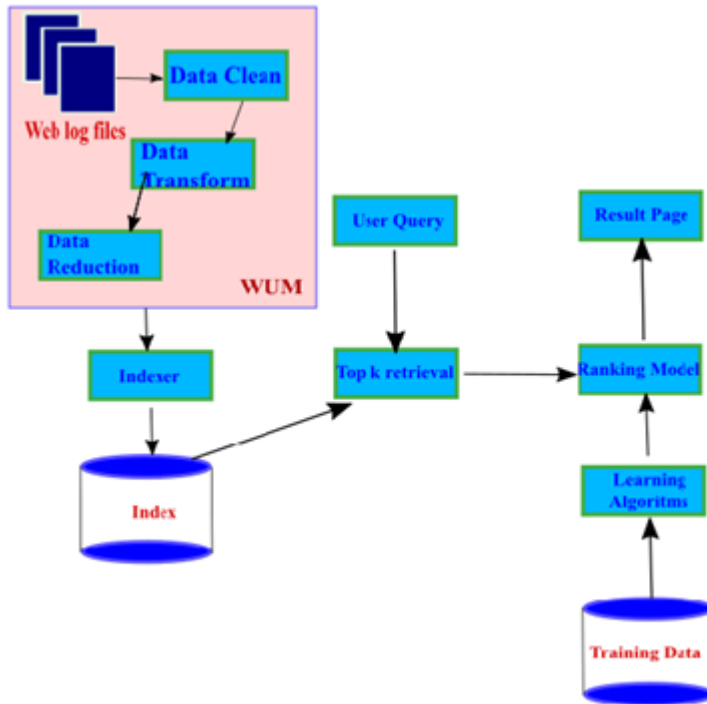 Data Clean
Web log files
Data
Transform
Data
Reduction
WUM
User Query
Result Page
Indexer
Top k retrieval
Ranking Model
Index
Learning
Algoritms
Training Data